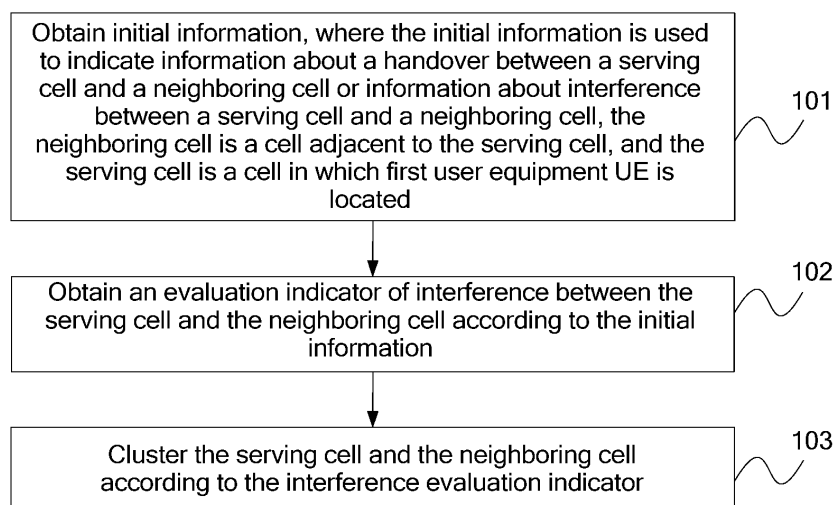 Obtain initial information, where the initial information is used
to indicate information about a handover between a serving
cell and a neighboring cell or information about interference
between a serving cell and a neighboring cell, the
neighboring cell is a cell adjacent to the serving cell, and the
serving cell is a cell in which first user equipment UE is
located
101
Obtain an evaluation indicator of interference between the
serving cell and the neighboring cell according to the initial
information
102
Cluster the serving cell and the neighboring cell
according to the interference evaluation indicator
103